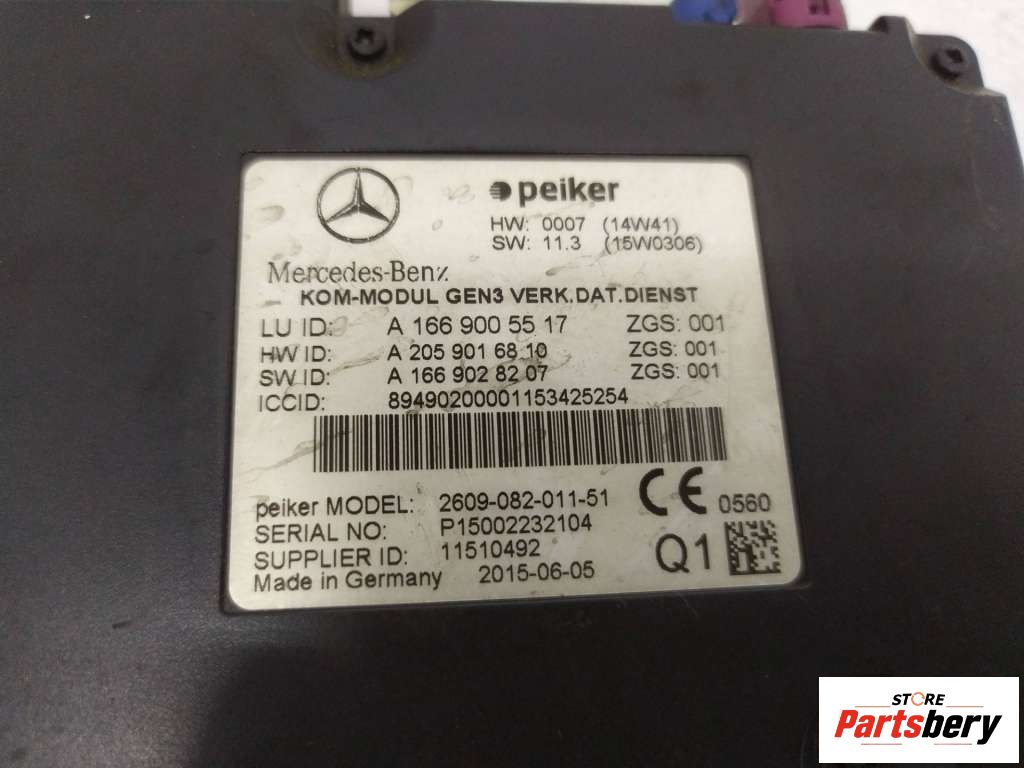 peiker
HW: 0007 (14W41)
SW: 11.3 (15W0306)
Mercedes-Benz
KOM-MODUL GEN3 VERK.DAT.DIENST
LU ID: A 166 900 55 17 ZGS: 001
HW ID: A 205 901 68 10 ZGS: 001
SW ID: A 166 902 82 07 ZGS: 001
ICCID: 89490200001153425254
peiker MODEL: 2609-082-011-51
CE 0560
SERIAL NO: P15002232104
SUPPLIER ID: 11510492
Q1
Made in Germany 2015-06-05
STORE
Partsbery